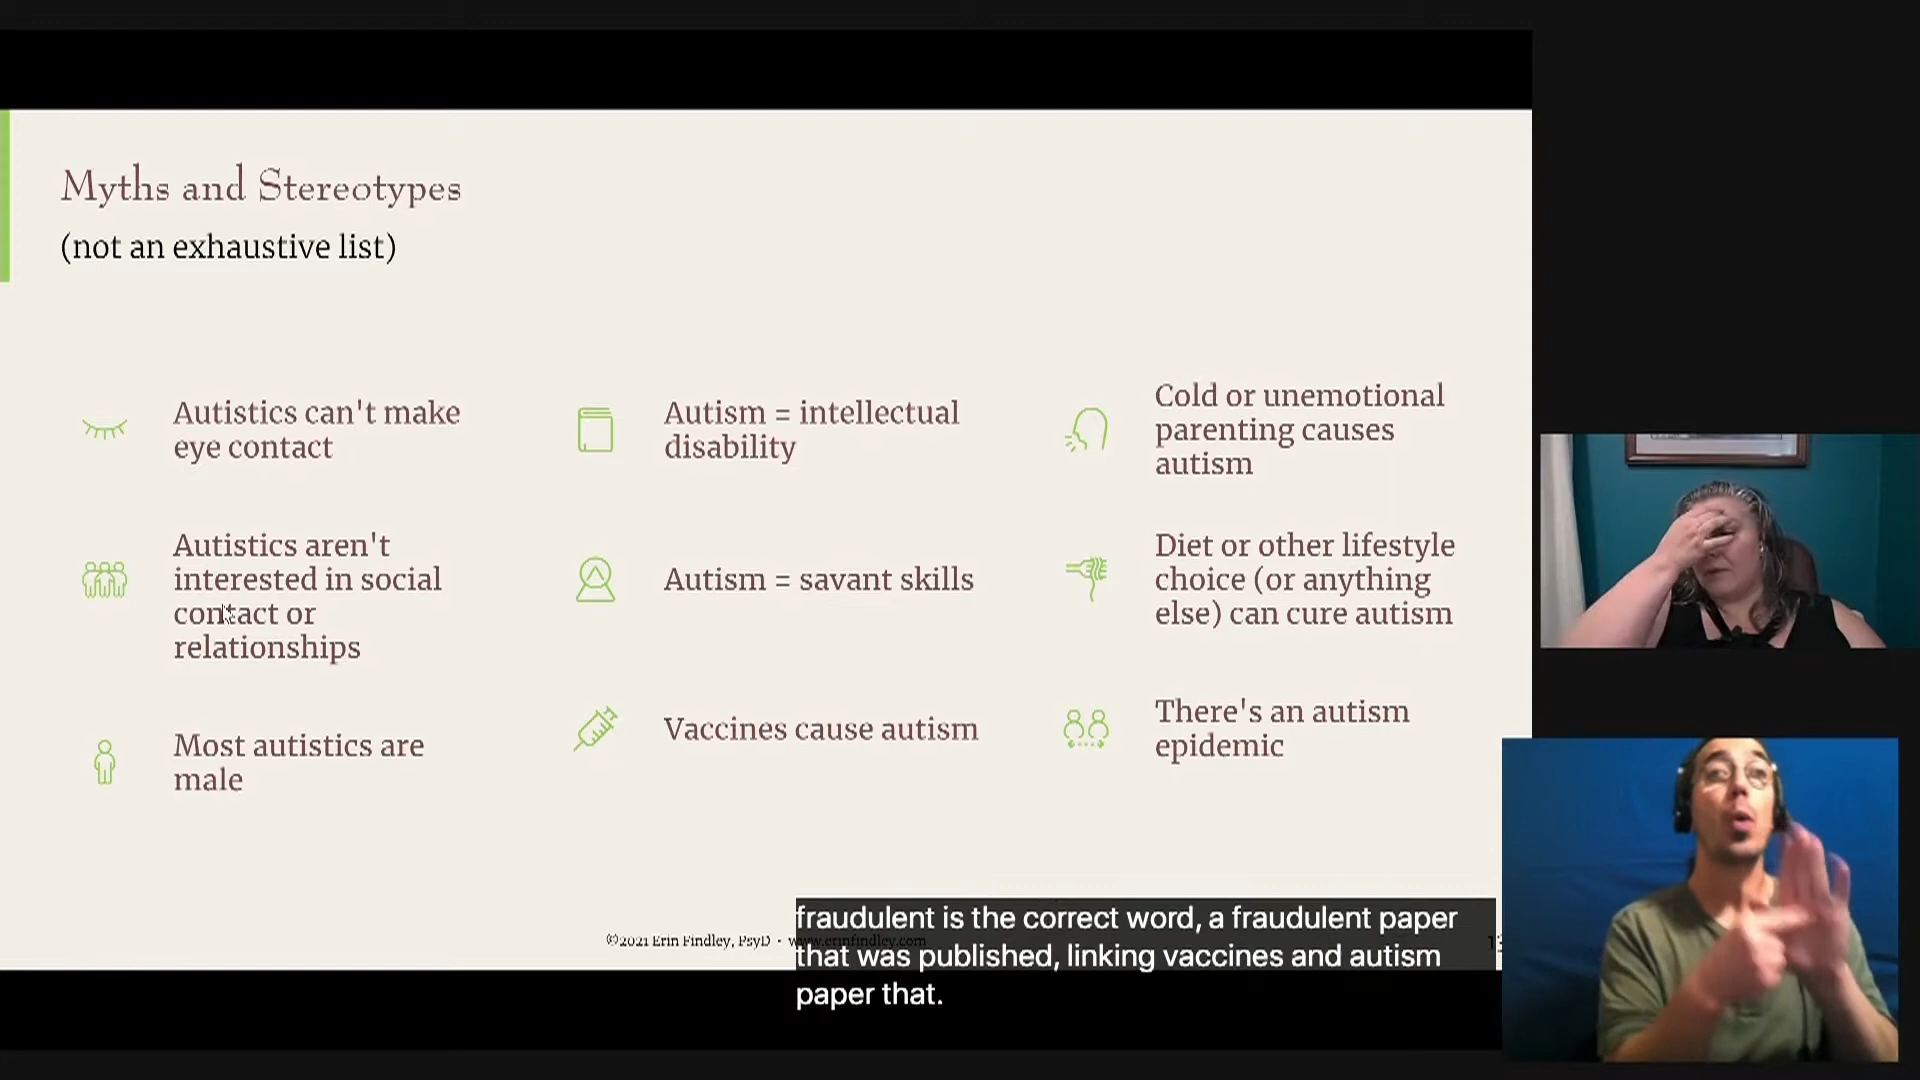 Myths and Stereotypes
(not an exhaustive list)
Autistics can't make
eye contact
Autistics aren't
interested in social
contact or
relationships
Most autistics are
male
Autism = intellectual
disability
Autism = savant skills
Vaccines cause autism
Cold or unemotional
parenting causes
autism
Diet or other lifestyle
choice (or anything
else) can cure autism
There's an autism
epidemic
©2021 Erin Findley, PsyD • www.erinfindley.com
fraudulent is the correct word, a fraudulent paper
that was published, linking vaccines and autism
paper that.